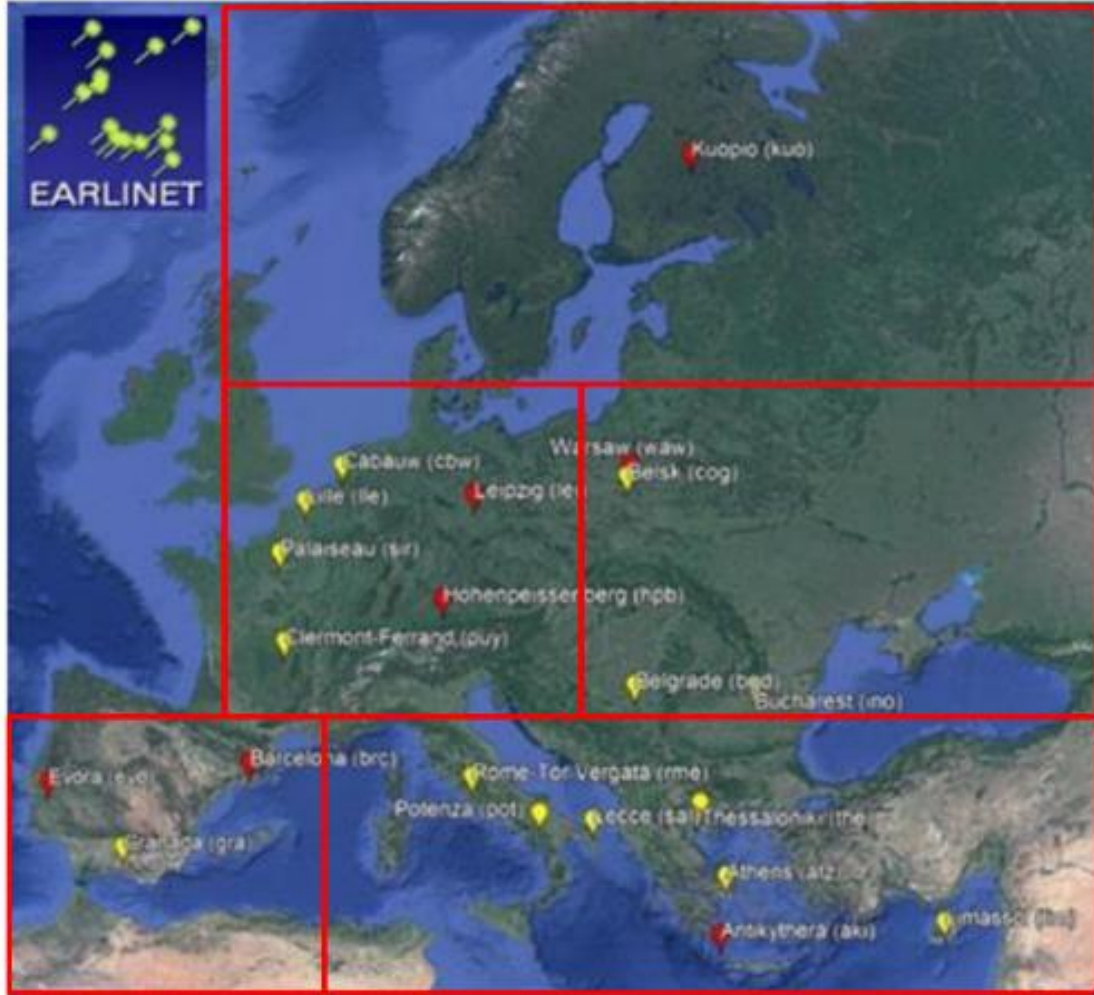 EARLINET
Kuopio (kuo)
Warsaw (waw)
Cabauw (cbw)
Belsk (cog)
Leipzig (lei
Lille (lle)
Palaiseau (sir)
Hohenpeissenberg (hpb)
Clermont-Ferrand (puy)
Belgrade (bgd)
Bucharest (ino)
Barcelona (brc)
Evora (evo)
Rome-Tor Vergata (rme)
Potenza (pot)
Lecce (sal)
Thessaloniki (the
Granada (gra)
Athens (atz)
Limassol
Antikythera (aki)